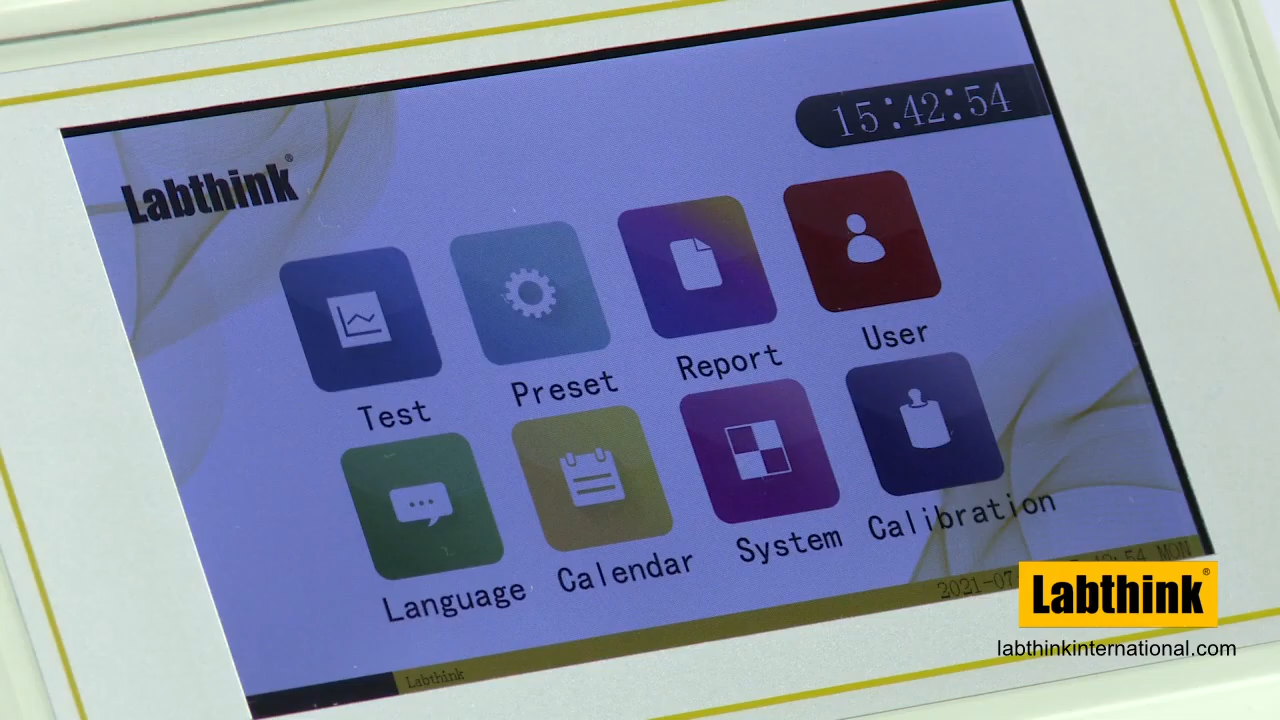 15:42:54
Labthink®
Test
Preset
Report
User
Language
Calendar
System
Calibration
Labthink
2021-07
:54 MON
Labthink®
labthinkinternational.com